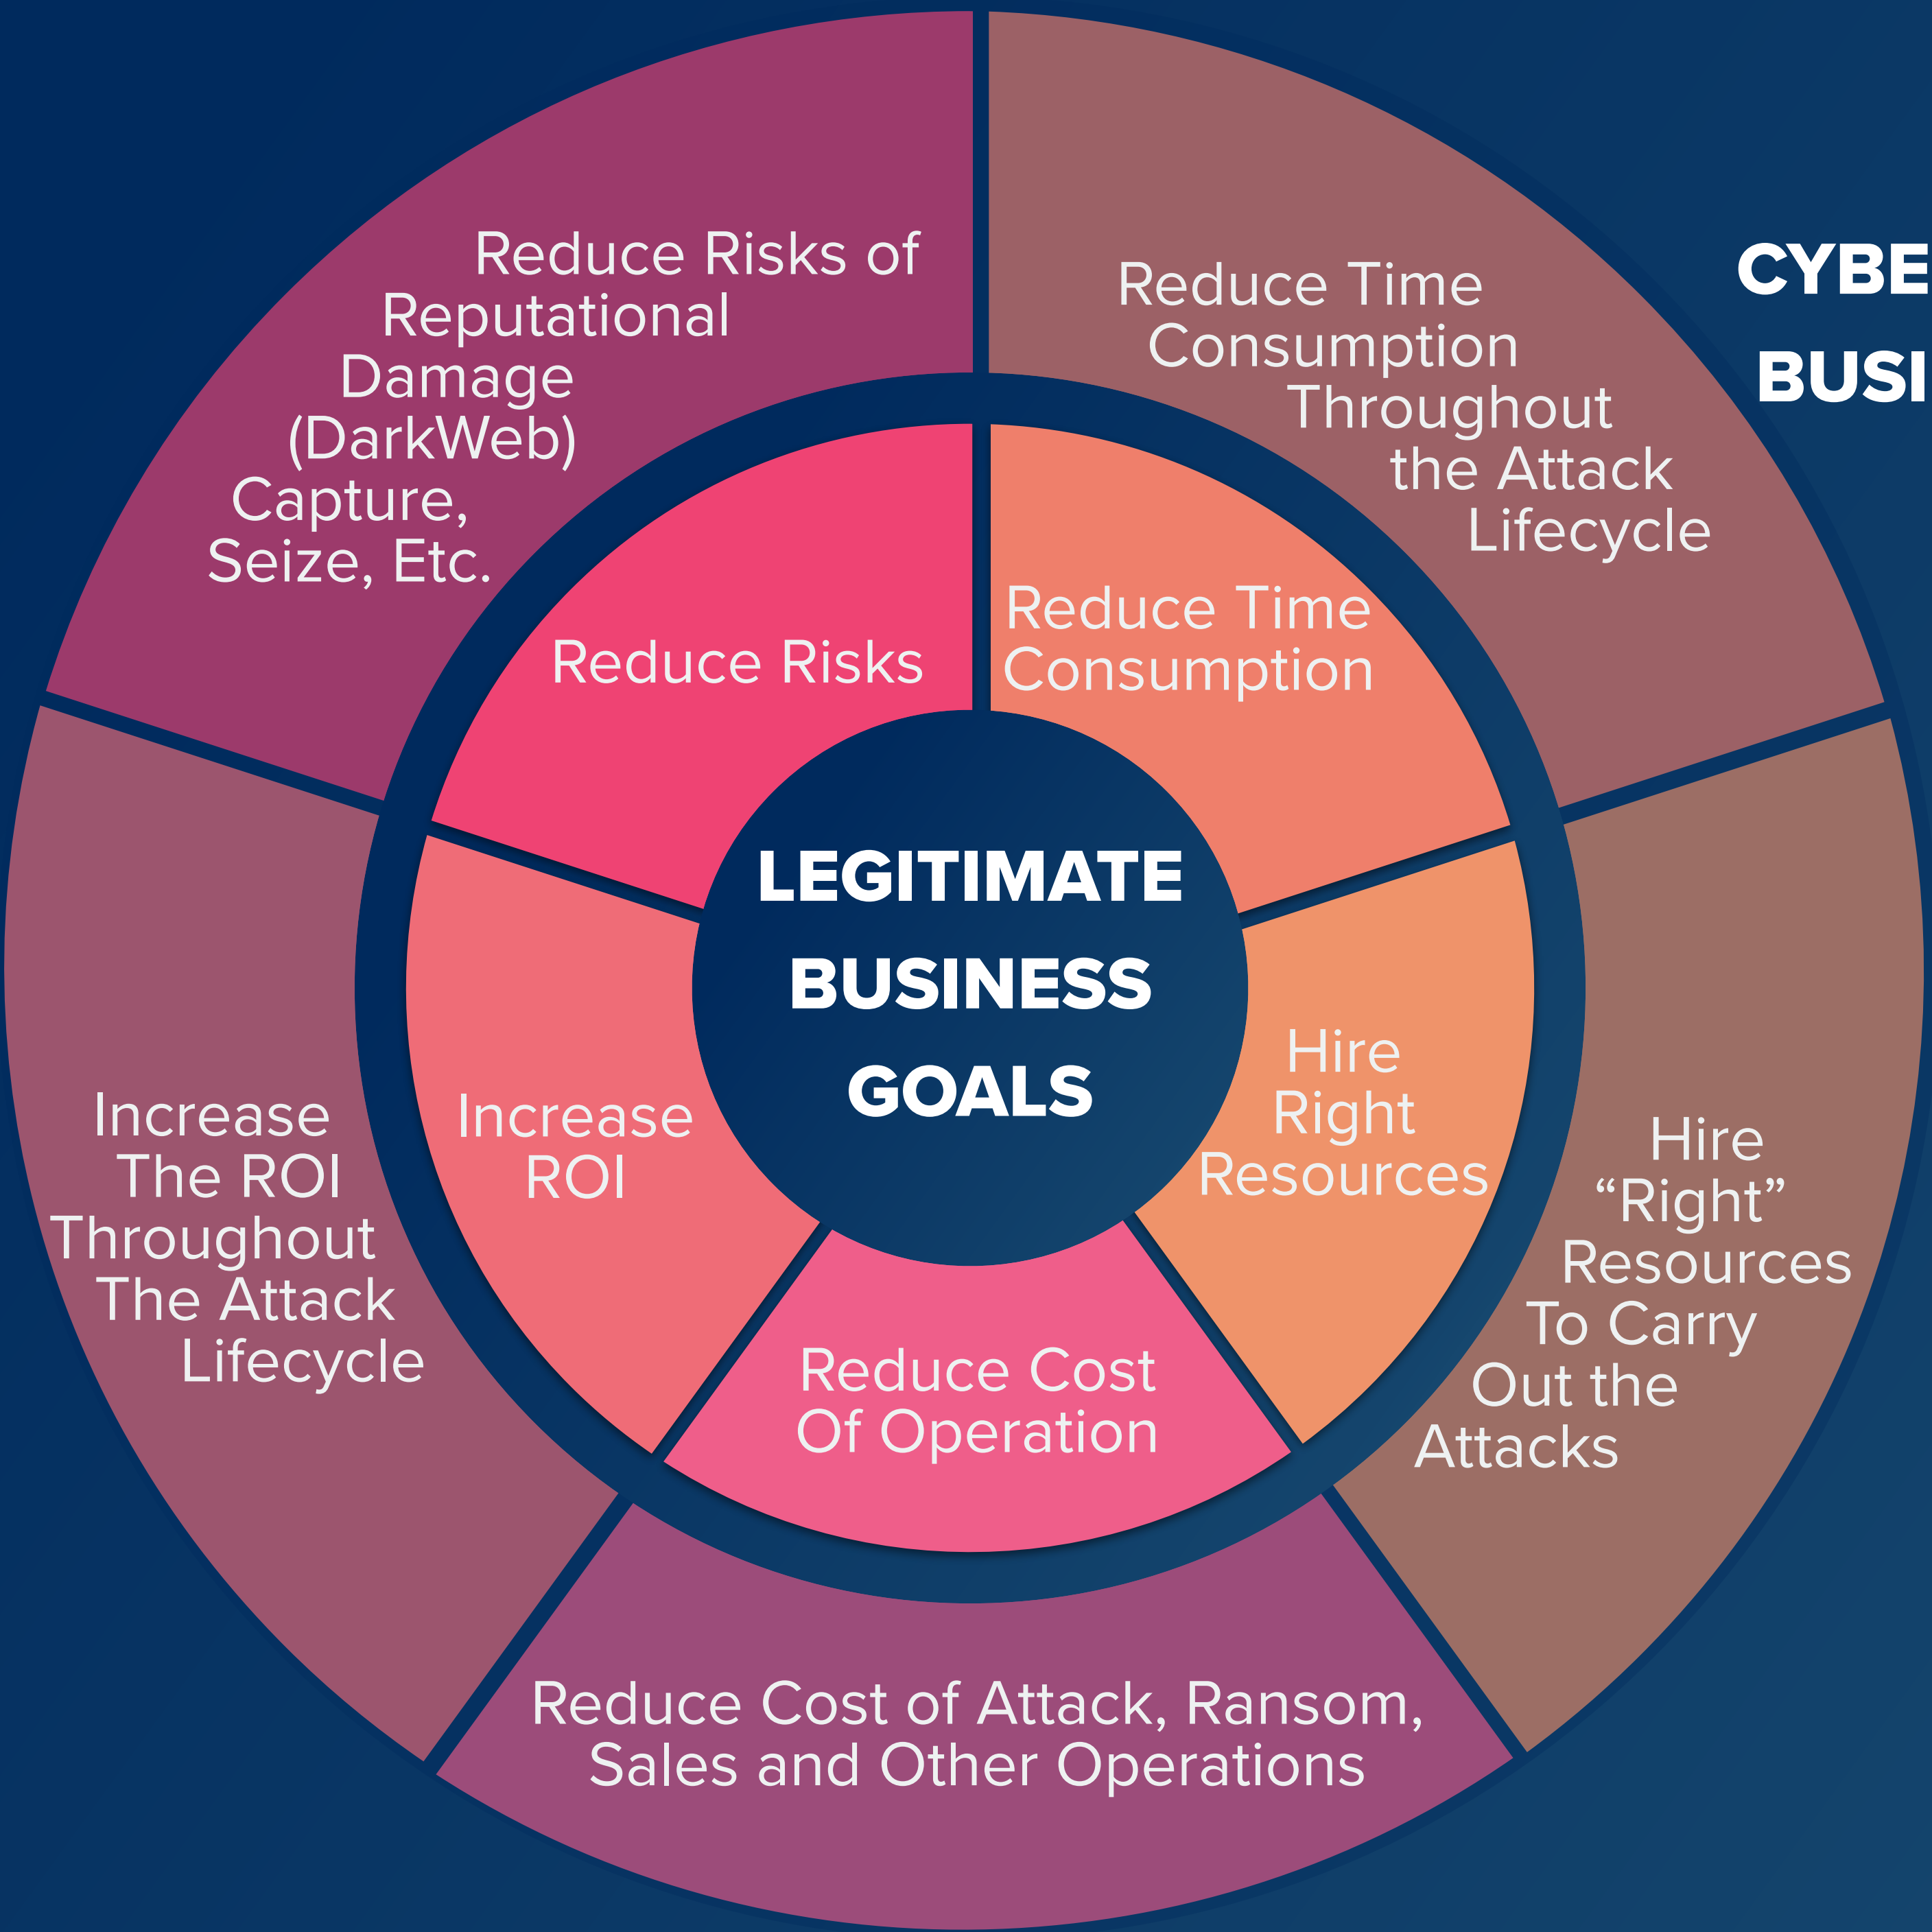 Reduce Risks of
Reputational
Damage
(DarkWeb)
Capture,
Seize, Etc.
Reduce Time
Consumption
Throughout
the Attack
Lifecycle
CYBE
BUSI
Reduce Risks
Reduce Time
Consumption
LEGITIMATE
BUSINESS
GOALS
Increase
The ROI
Throughout
The Attack
Lifecycle
Increase
ROI
Hire
Right
Resources
Hire
“Right”
Resources
To Carry
Out the
Attacks
Reduce Cost
Of Operation
Reduce Cost of Attack, Ransom,
Sales and Other Operations